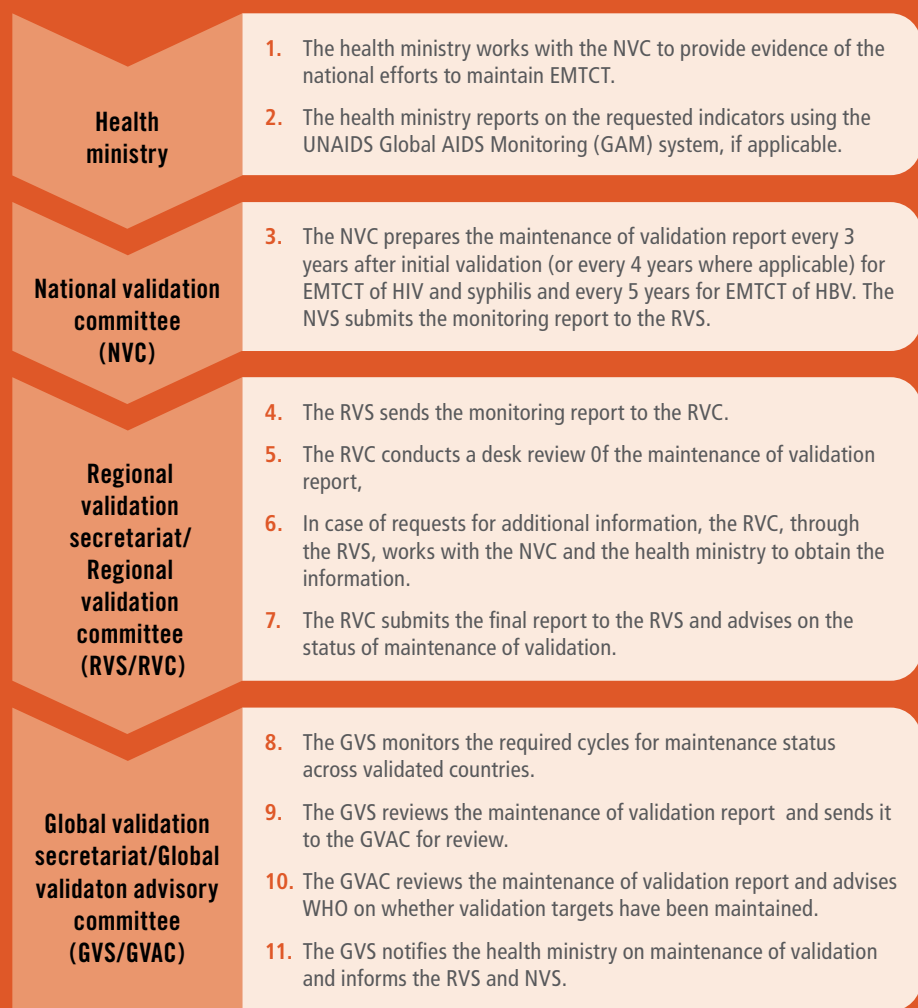 Health
ministry
1. The health ministry works with the NVC to provide evidence of the
national efforts to maintain EMTCT.
2. The health ministry reports on the requested indicators using the
UNAIDS Global AIDS Monitoring (GAM) system, if applicable.
National validation
committee
(NVC)
3. The NVC prepares the maintenance of validation report every 3
years after initial validation (or every 4 years where applicable) for
EMTCT of HIV and syphilis and every 5 years for EMTCT of HBV. The
NVS submits the monitoring report to the RVS.
Regional
validation
secretariat/
Regional
validation
committee
(RVS/RVC)
4. The RVS sends the monitoring report to the RVC.
5. The RVC conducts a desk review 0f the maintenance of validation
report,
6. In case of requests for additional information, the RVC, through
the RVS, works with the NVC and the health ministry to obtain the
information.
7. The RVC submits the final report to the RVS and advises on the
status of maintenance of validation.
Global validation
secretariat/Global
validaton advisory
committee
(GVS/GVAC)
8. The GVS monitors the required cycles for maintenance status
across validated countries.
9. The GVS reviews the maintenance of validation report and sends it
to the GVAC for review.
10. The GVAC reviews the maintenance of validation report and advises
WHO on whether validation targets have been maintained.
11. The GVS notifies the health ministry on maintenance of validation
and informs the RVS and NVS.